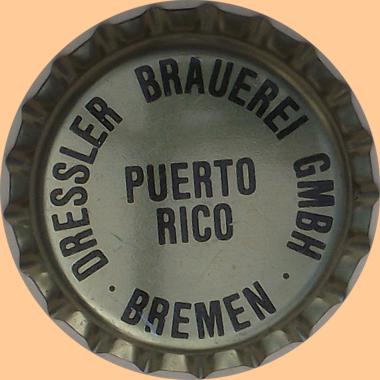 DRESSLER BRAUEREI GMBH
· BREMEN ·
PUERTO
RICO